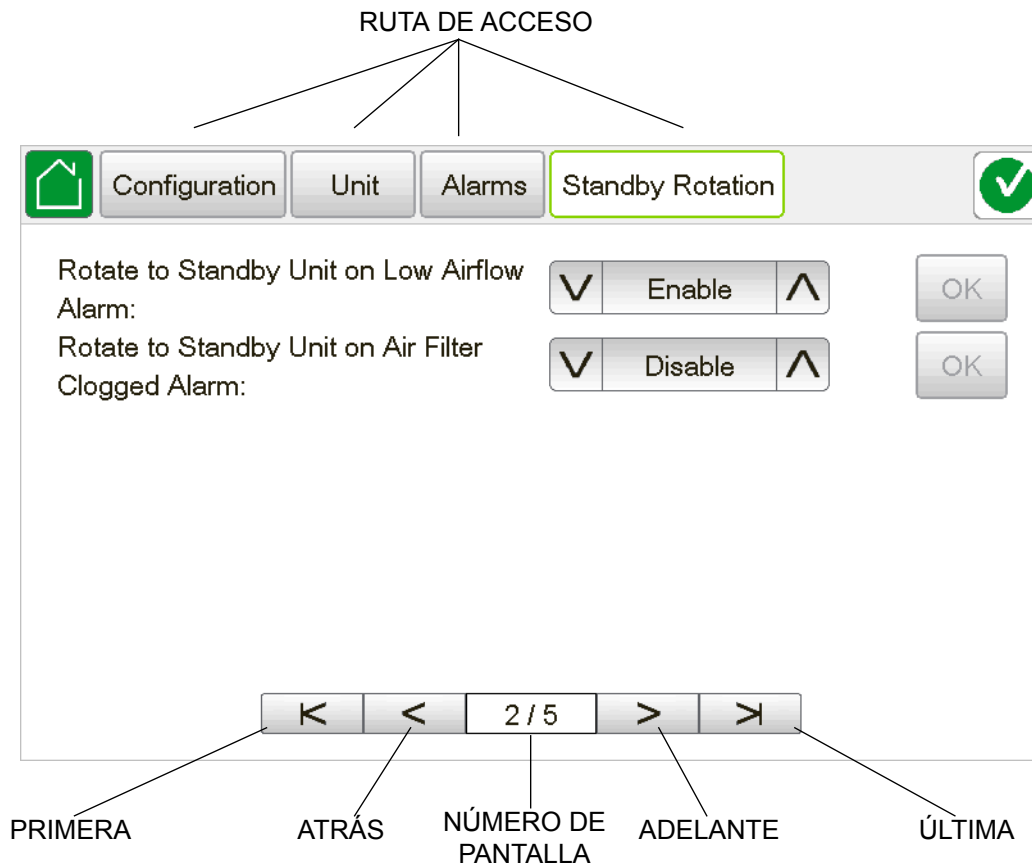 RUTA DE ACCESO
Configuration Unit Alarms Standby Rotation
Rotate to Standby Unit on Low Airflow
Alarm:
Enable
OK
Rotate to Standby Unit on Air Filter
Clogged Alarm:
Disable
OK
2 / 5
PRIMERA
ATRÁS
NÚMERO DE
PANTALLA
ADELANTE
ÚLTIMA